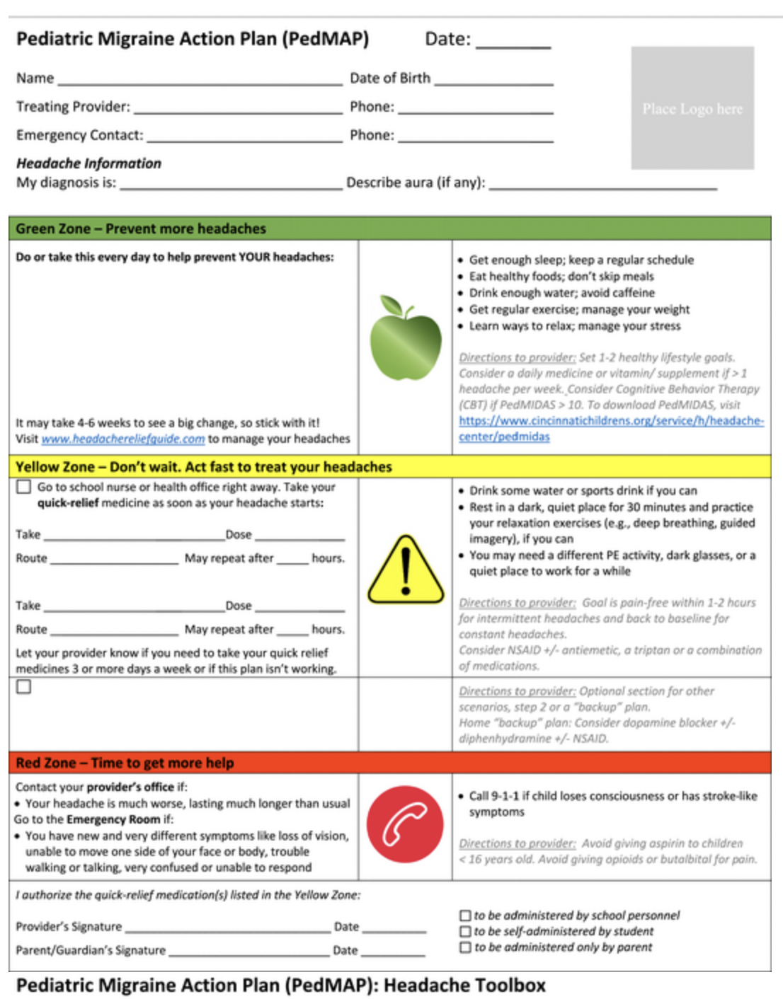 Pediatric Migraine Action Plan (PedMAP) Date: ________
Name ________ Date of Birth ________
Treating Provider: ________ Phone: ________
Emergency Contact: ________ Phone: ________
Place Logo here
Headache Information
My diagnosis is: ________ Describe aura (if any): ________
Green Zone – Prevent more headaches
Do or take this every day to help prevent YOUR headaches:
It may take 4-6 weeks to see a big change, so stick with it!
Visit www.headachereliefguide.com to manage your headaches
• Get enough sleep; keep a regular schedule
• Eat healthy foods; don't skip meals
• Drink enough water; avoid caffeine
• Get regular exercise; manage your weight
• Learn ways to relax; manage your stress
Directions to provider: Set 1-2 healthy lifestyle goals.
Consider a daily medicine or vitamin/ supplement if > 1
headache per week. Consider Cognitive Behavior Therapy
(CBT) if PedMIDAS > 10. To download PedMIDAS, visit
https://www.cincinnatichildrens.org/service/h/headache-
center/pedmidas
Yellow Zone – Don't wait. Act fast to treat your headaches
☐ Go to school nurse or health office right away. Take your
quick-relief medicine as soon as your headache starts:
Take ________ Dose ________
Route ________ May repeat after _____ hours.
Take ________ Dose ________
Route ________ May repeat after _____ hours.
Let your provider know if you need to take your quick relief
medicines 3 or more days a week or if this plan isn't working.
• Drink some water or sports drink if you can
• Rest in a dark, quiet place for 30 minutes and practice
your relaxation exercises (e.g., deep breathing, guided
imagery), if you can
• You may need a different PE activity, dark glasses, or a
quiet place to work for a while
Directions to provider: Goal is pain-free within 1-2 hours
for intermittent headaches and back to baseline for
constant headaches.
Consider NSAID +/- antiemetic, a triptan or a combination
of medications.
☐
Directions to provider: Optional section for other
scenarios, step 2 or a "backup" plan.
Home "backup" plan: Consider dopamine blocker +/-
diphenhydramine +/- NSAID.
Red Zone – Time to get more help
Contact your provider's office if:
• Your headache is much worse, lasting much longer than usual
Go to the Emergency Room if:
• You have new and very different symptoms like loss of vision,
unable to move one side of your face or body, trouble
walking or talking, very confused or unable to respond
• Call 9-1-1 if child loses consciousness or has stroke-like
symptoms
Directions to provider: Avoid giving aspirin to children
< 16 years old. Avoid giving opioids or butalbital for pain.
I authorize the quick-relief medication(s) listed in the Yellow Zone:
Provider's Signature ________ Date ________
Parent/Guardian's Signature ________ Date ________
☐ to be administered by school personnel
☐ to be self-administered by student
☐ to be administered only by parent
Pediatric Migraine Action Plan (PedMAP): Headache Toolbox